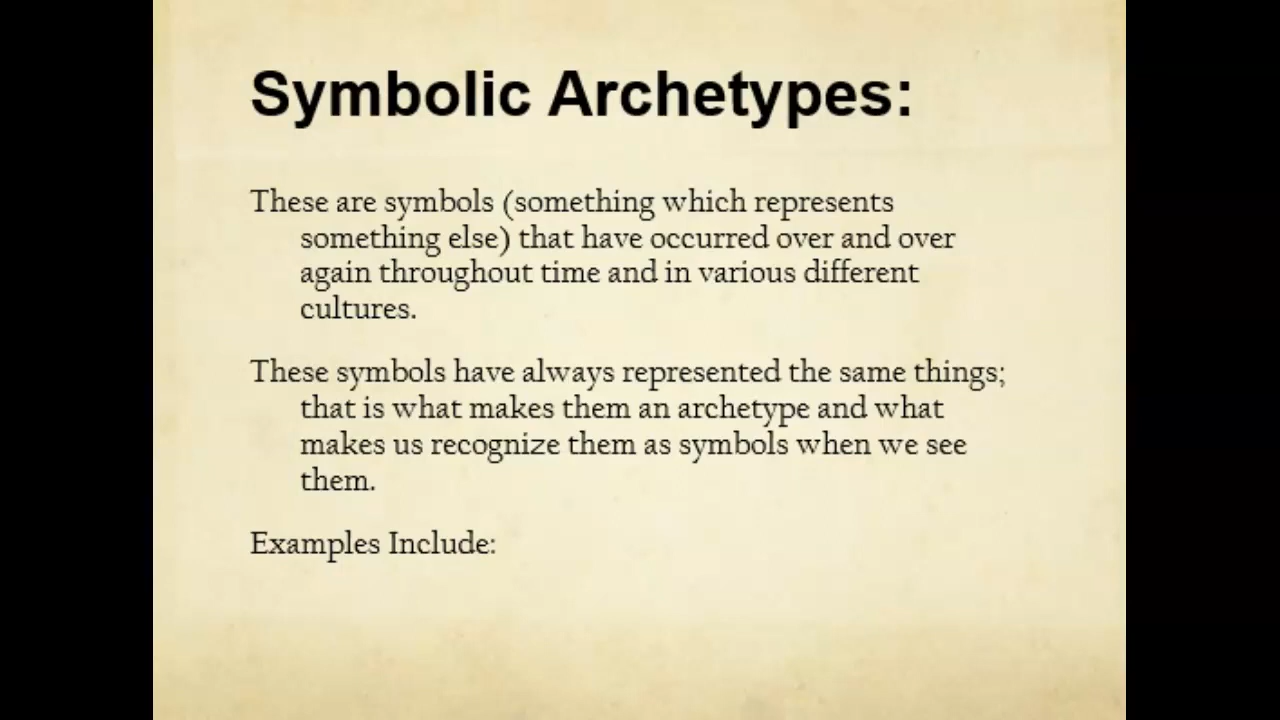 Symbolic Archetypes:
These are symbols (something which represents
something else) that have occurred over and over
again throughout time and in various different
cultures.
These symbols have always represented the same things;
that is what makes them an archetype and what
makes us recognize them as symbols when we see
them.
Examples Include: